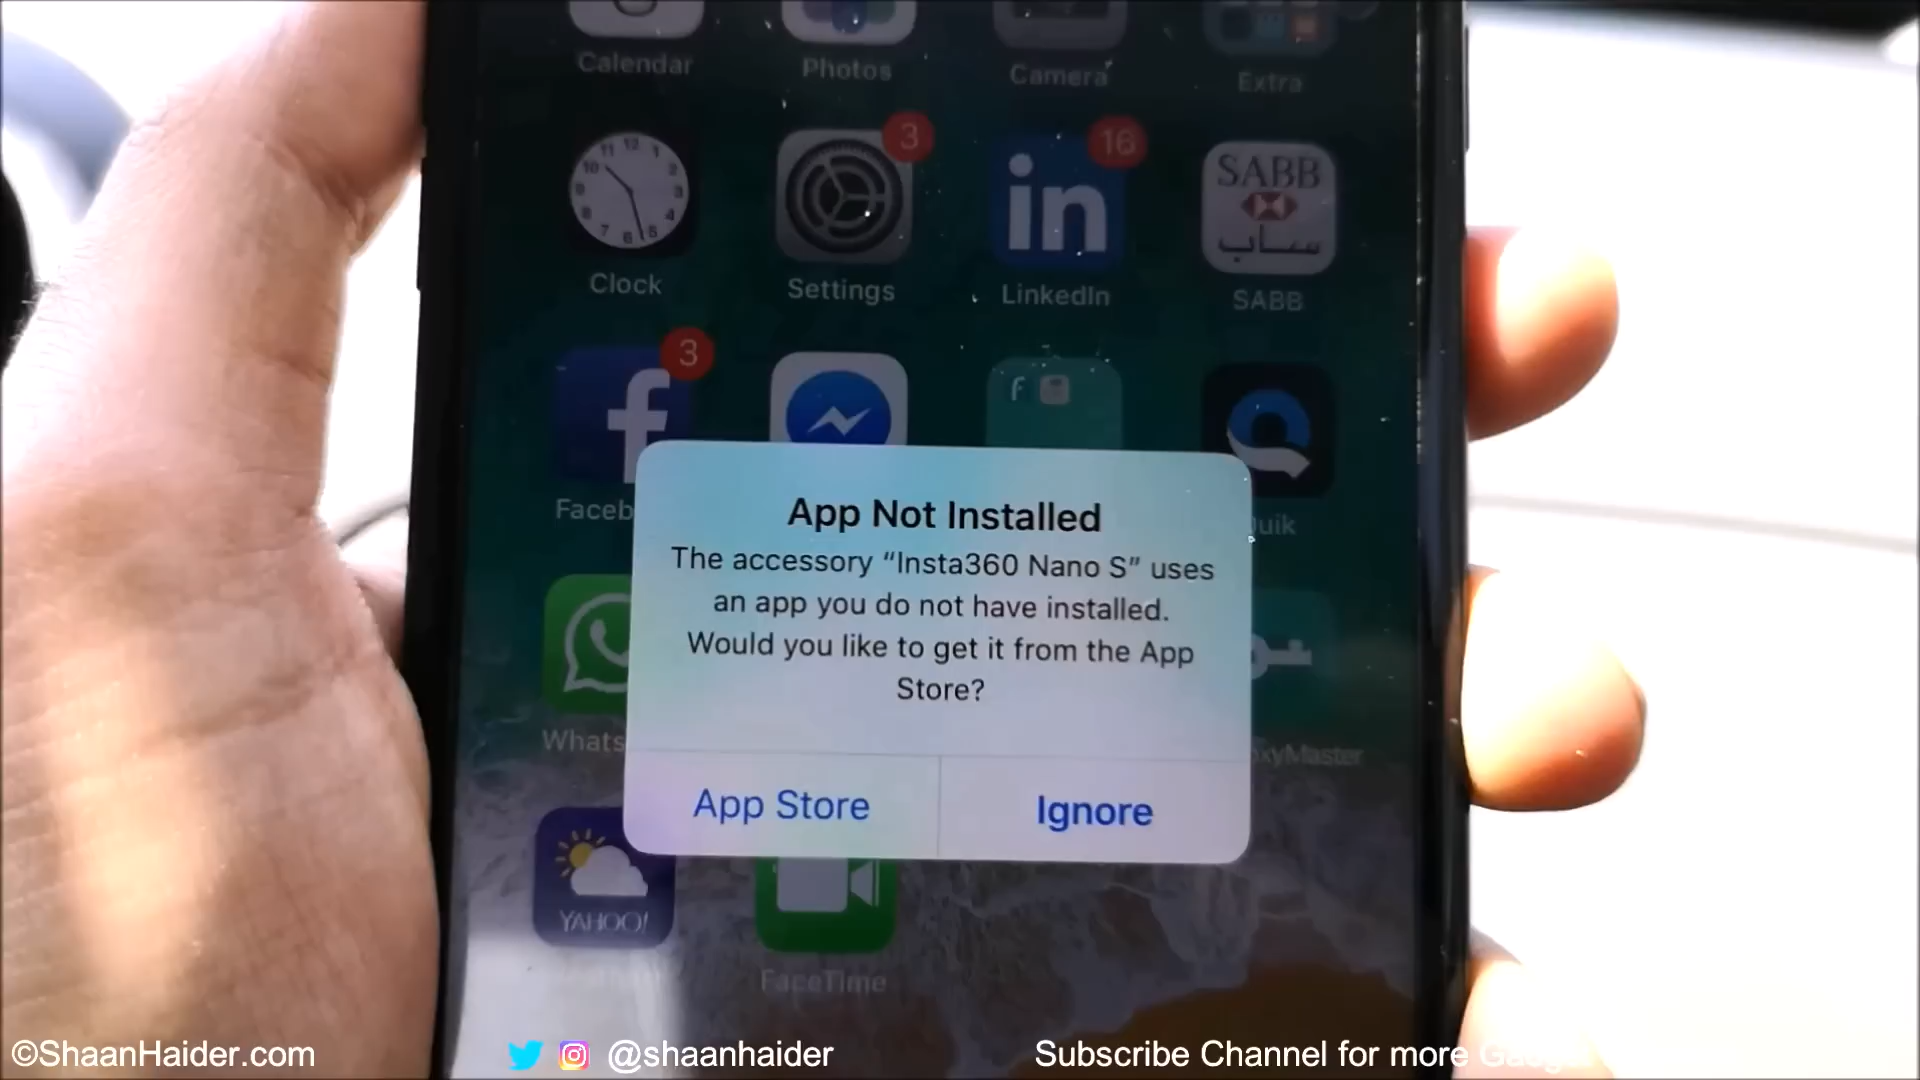 Calendar
Photos
Camera
Extra
3
16
SABB
ساب
in
Clock
Settings
LinkedIn
SABB
3
f
f
App Not Installed
The accessory “Insta360 Nano S” uses
an app you do not have installed.
Would you like to get it from the App
Store?
App Store
Ignore
YAHOO!
FaceTime
©ShaanHaider.com
@shaanhaider
Subscribe Channel for more